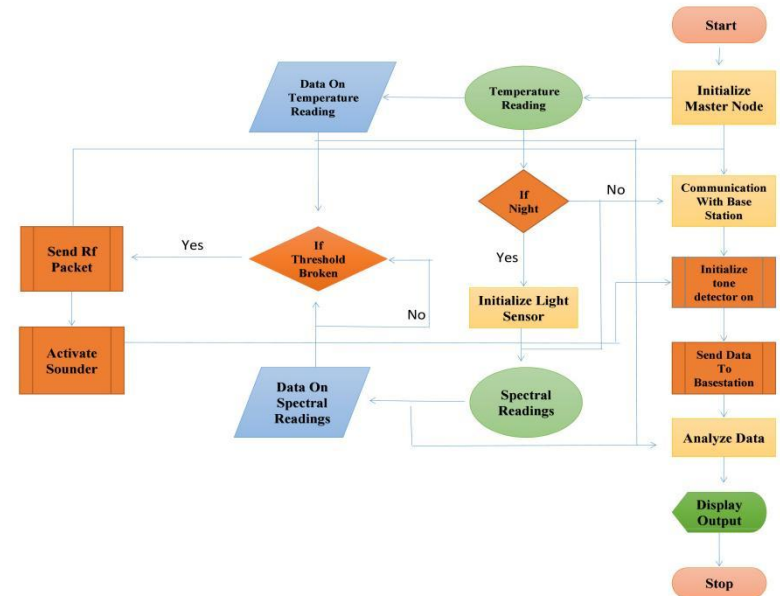 Start
Data On
Temperature
Reading
Temperature
Reading
Initialize
Master Node
If
Night
No
Communication
With Base
Station
Send Rf
Packet
Yes
If
Threshold
Broken
Yes
Initialize
tone
detector on
No
Initialize Light
Sensor
Activate
Sounder
Data On
Spectral
Readings
Spectral
Readings
Send Data
To
Basestation
Analyze Data
Display
Output
Stop